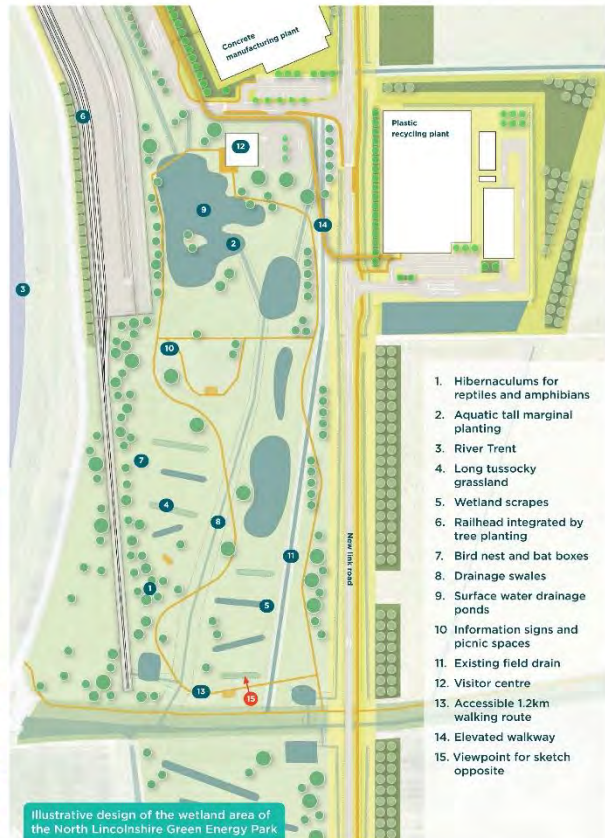 Concrete
manufacturing plant
6
12
Plastic
recycling plant
9
14
2
3
10
7
4
8
11
1
5
New link road
13
15
1. Hibernaculums for
reptiles and amphibians
2. Aquatic tall marginal
planting
3. River Trent
4. Long tussocky
grassland
5. Wetland scrapes
6. Railhead integrated by
tree planting
7. Bird nest and bat boxes
8. Drainage swales
9. Surface water drainage
ponds
10 Information signs and
picnic spaces
11. Existing field drain
12. Visitor centre
13. Accessible 1.2km
walking route
14. Elevated walkway
15. Viewpoint for sketch
opposite
Illustrative design of the wetland area of
the North Lincolnshire Green Energy Park